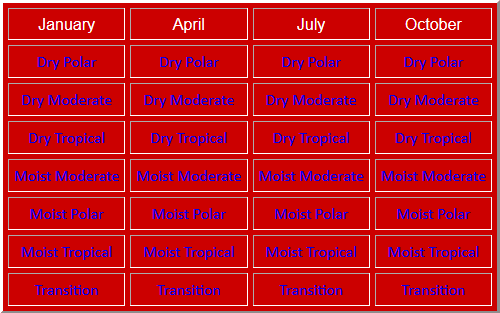 January April July October
Dry Polar Dry Polar Dry Polar Dry Polar
Dry Moderate Dry Moderate Dry Moderate Dry Moderate
Dry Tropical Dry Tropical Dry Tropical Dry Tropical
Moist Moderate Moist Moderate Moist Moderate Moist Moderate
Moist Polar Moist Polar Moist Polar Moist Polar
Moist Tropical Moist Tropical Moist Tropical Moist Tropical
Transition Transition Transition Transition